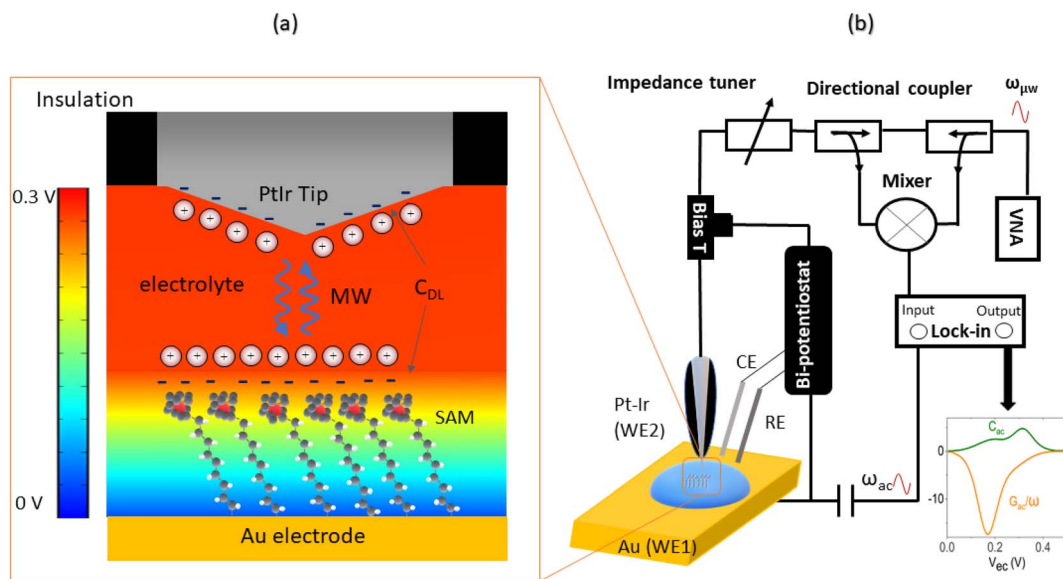 (a)
Insulation
0.3 V
0 V
PtIr Tip
+ + + + + + + +
electrolyte
MW
C_DL
+ + + + + + + + +
SAM
Au electrode
(b)
Impedance tuner
Directional coupler
ω_μw
Mixer
VNA
Bias T
Bi-potentiostat
Input
Output
Lock-in
CE
RE
Pt-Ir
(WE2)
ω_ac
Au (WE1)
C_ac
G_ac/ω
0
-10
0.0 0.2 0.4
V_ec (V)